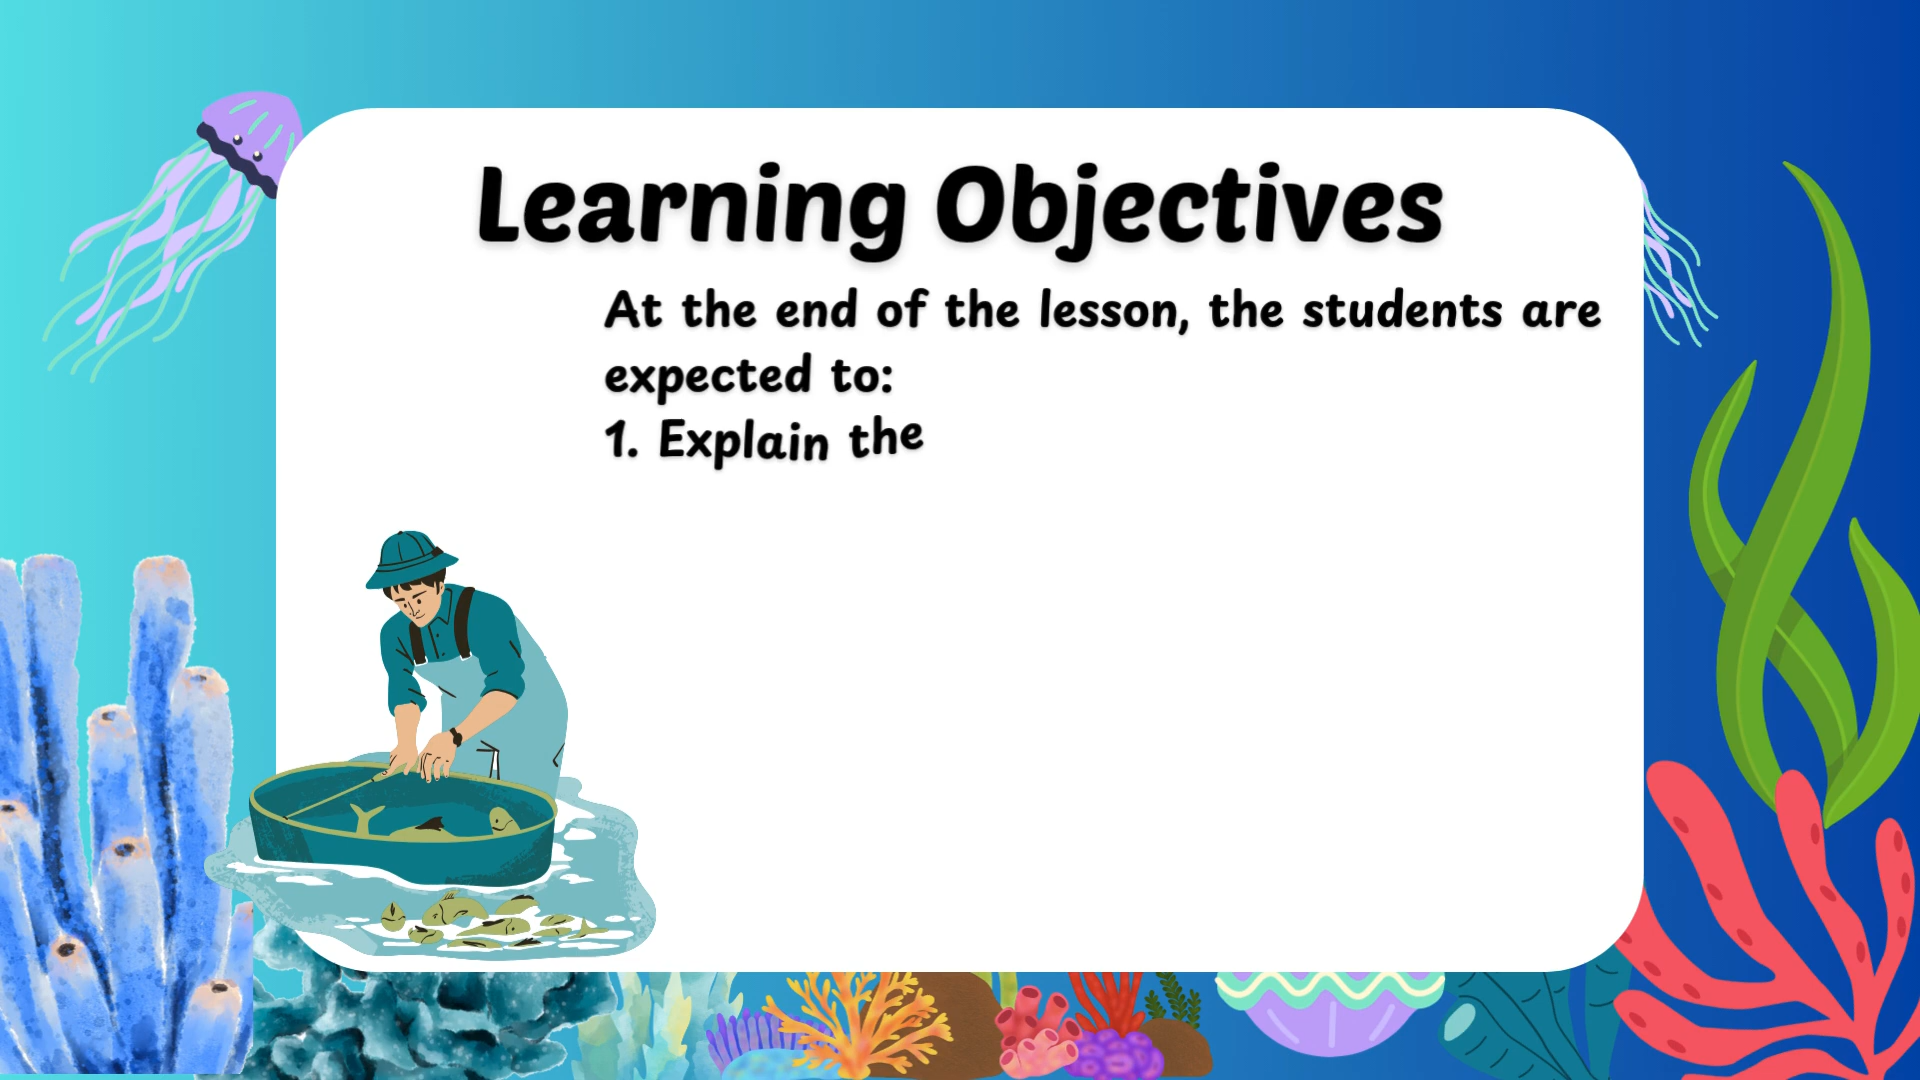 Learning Objectives
At the end of the lesson, the students are
expected to:
1. Explain the